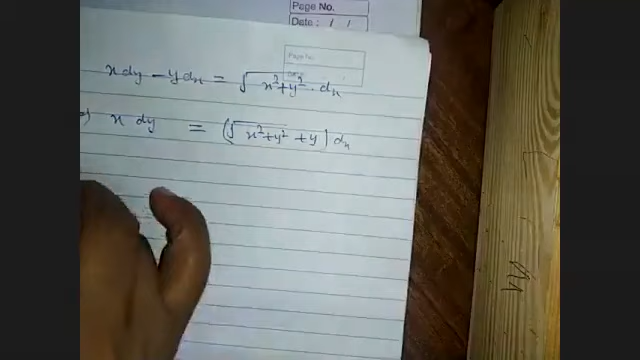 Page No.
Date : / /
Page No.
x dy - y dx = √x²+y² . dx
⇒) x dy = (√x²+y² + y) dx